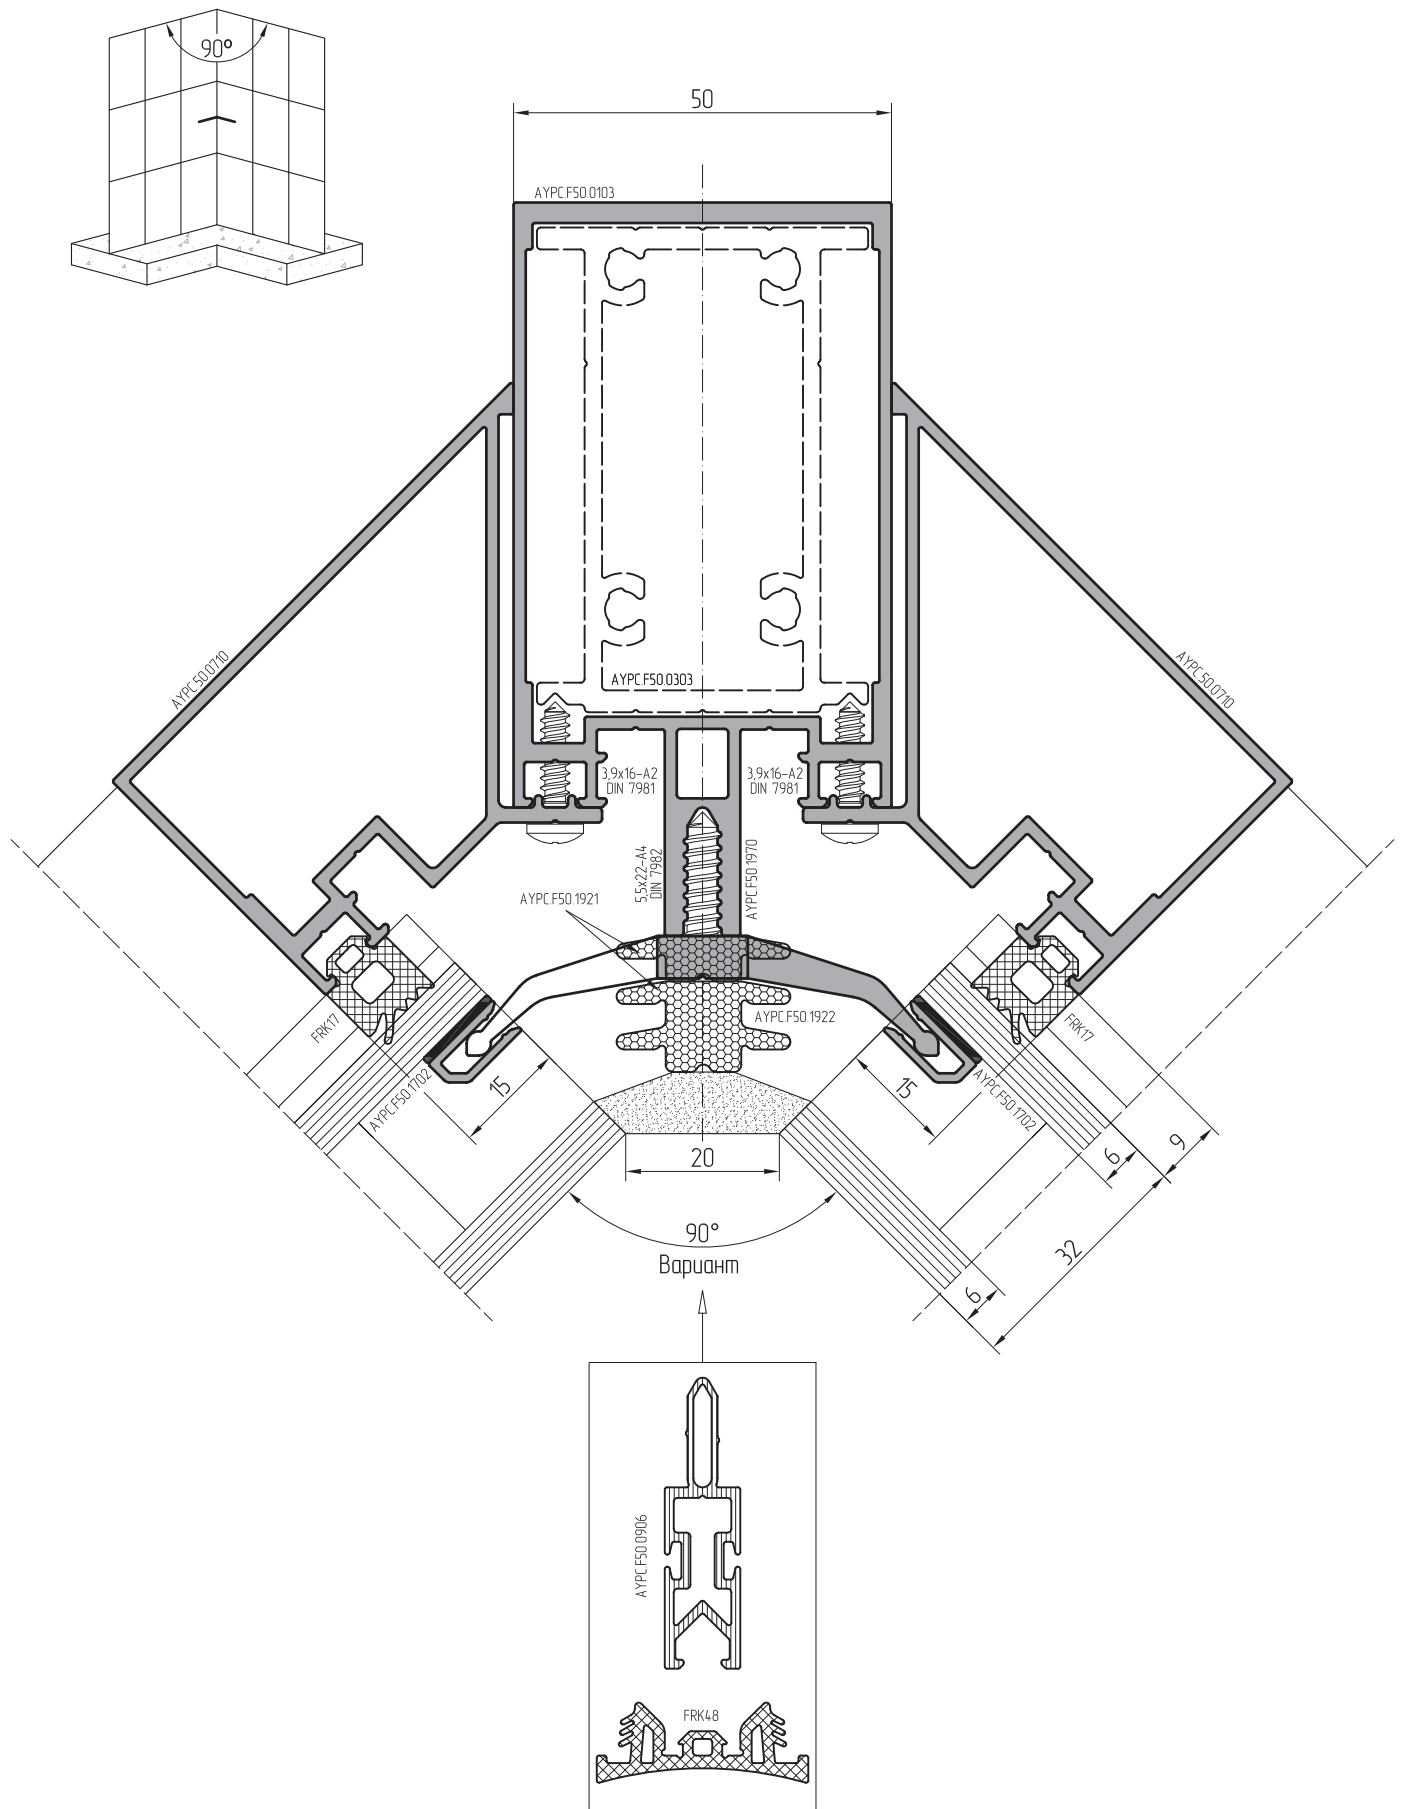 90°
50
AYPC.F50.0103
AYPC.50.0710
AYPC.50.0710
AYPC.F50.0303
3,9x16-A2
DIN 7981
3,9x16-A2
DIN 7981
5,5x22-A4
DIN 7982
AYPC.F50.1970
AYPC.F50.1921
AYPC.F50.1922
FRK17
FRK17
AYPC.F50.1702
AYPC.F50.1702
15
15
20
6
9
32
6
90°
Вариант
AYPC.F50.0906
FRK48